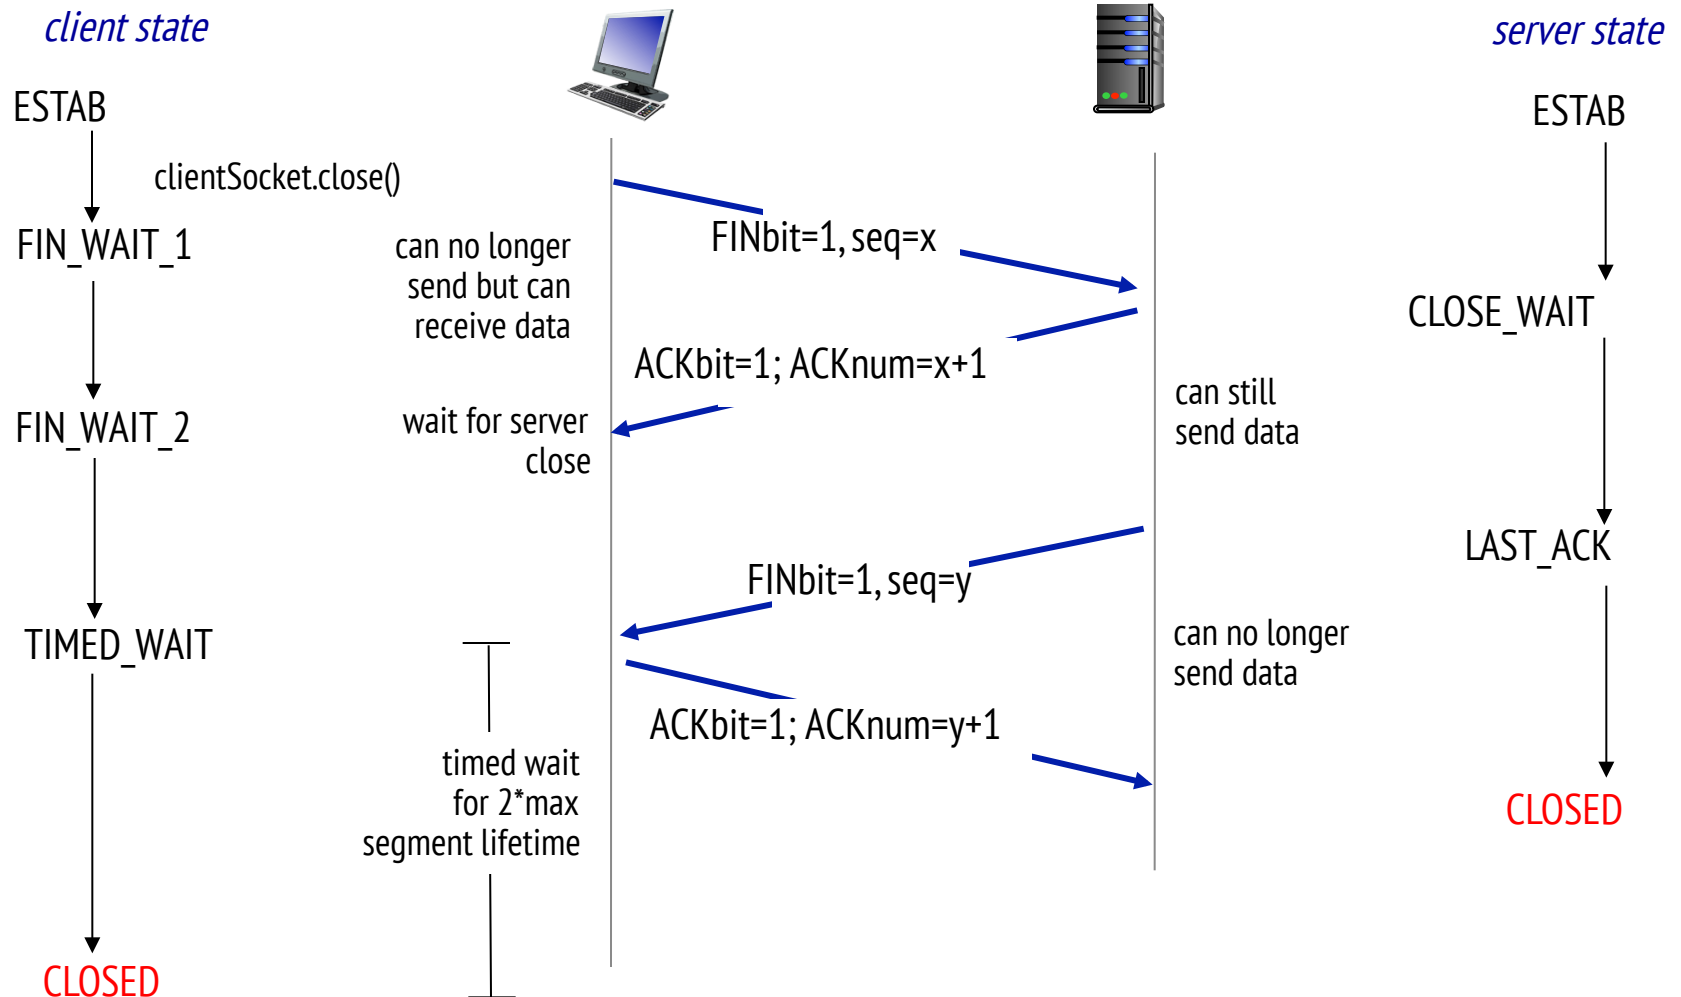 client state
server state
ESTAB
ESTAB
clientSocket.close()
FIN_WAIT_1
can no longer
send but can
receive data
FINbit=1, seq=x
CLOSE_WAIT
ACKbit=1; ACKnum=x+1
FIN_WAIT_2
wait for server
close
can still
send data
LAST_ACK
FINbit=1, seq=y
TIMED_WAIT
can no longer
send data
ACKbit=1; ACKnum=y+1
timed wait
for 2*max
segment lifetime
CLOSED
CLOSED